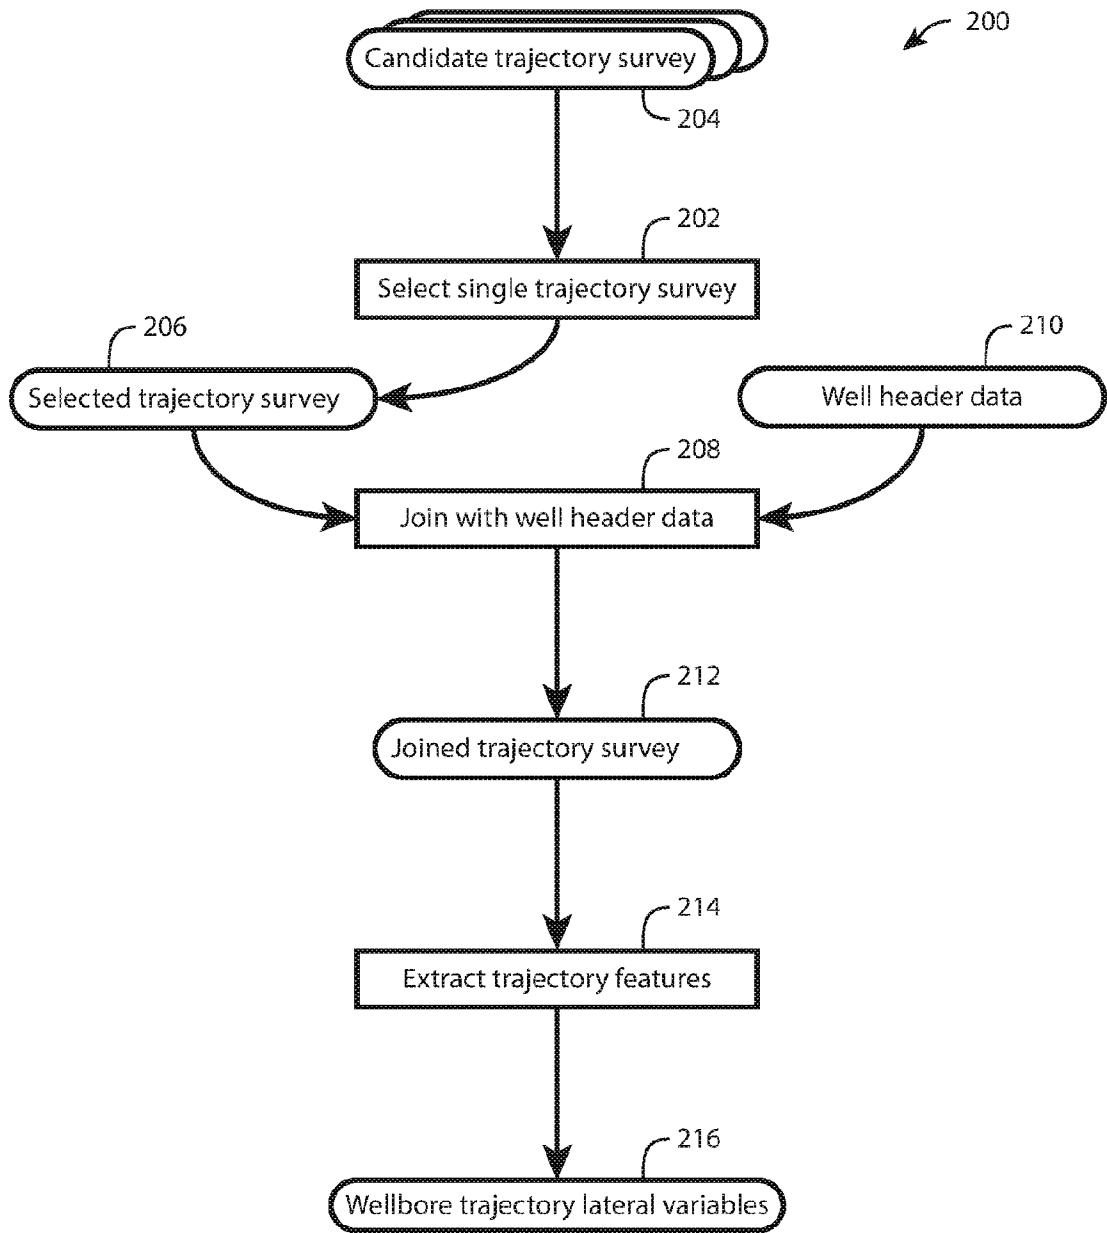 200
Candidate trajectory survey
204
202
Select single trajectory survey
206
210
Selected trajectory survey
Well header data
208
Join with well header data
212
Joined trajectory survey
214
Extract trajectory features
216
Wellbore trajectory lateral variables